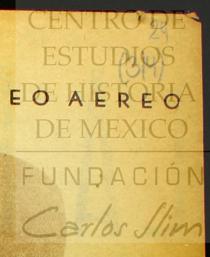 CENTRO DE
ESTUDIOS
DE HISTORIA
EO AEREO
DE MEXICO
FUNDACIÓN
Carlos Slim